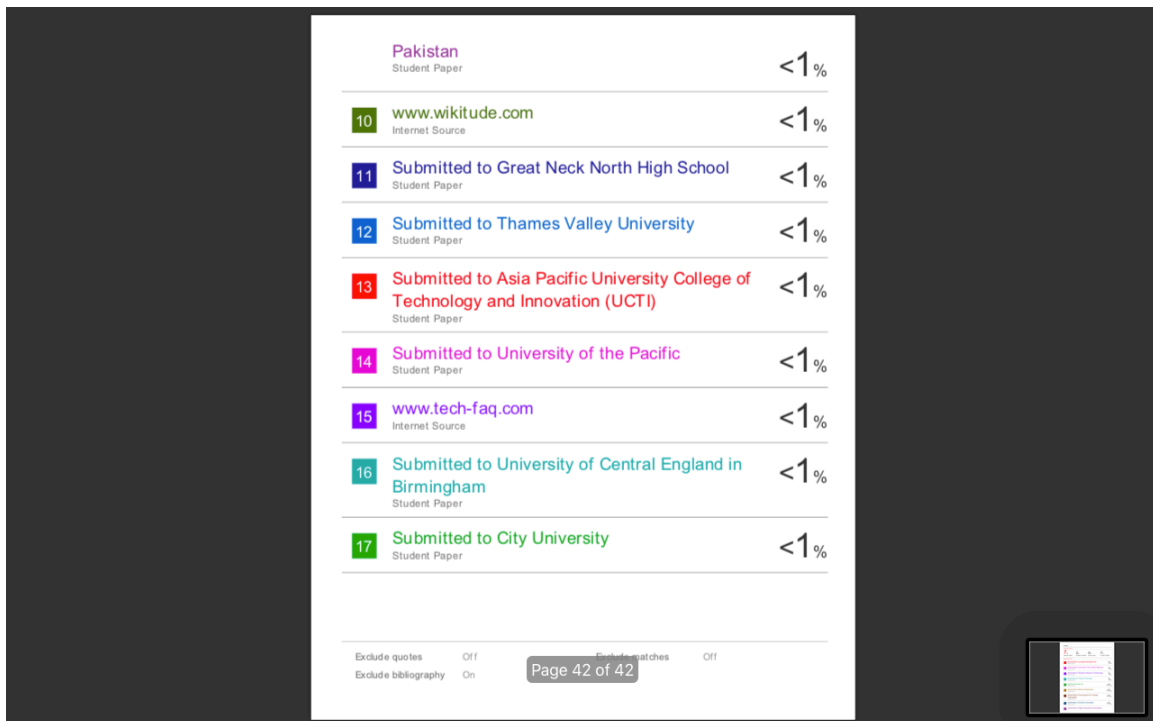 Pakistan
Student Paper
<1%
10
www.wikitude.com
Internet Source
<1%
11
Submitted to Great Neck North High School
Student Paper
<1%
12
Submitted to Thames Valley University
Student Paper
<1%
13
Submitted to Asia Pacific University College of
Technology and Innovation (UCTI)
Student Paper
<1%
14
Submitted to University of the Pacific
Student Paper
<1%
15
www.tech-faq.com
Internet Source
<1%
16
Submitted to University of Central England in
Birmingham
Student Paper
<1%
17
Submitted to City University
Student Paper
<1%
Exclude quotes Off
Exclude matches Off
Exclude bibliography On
Page 42 of 42